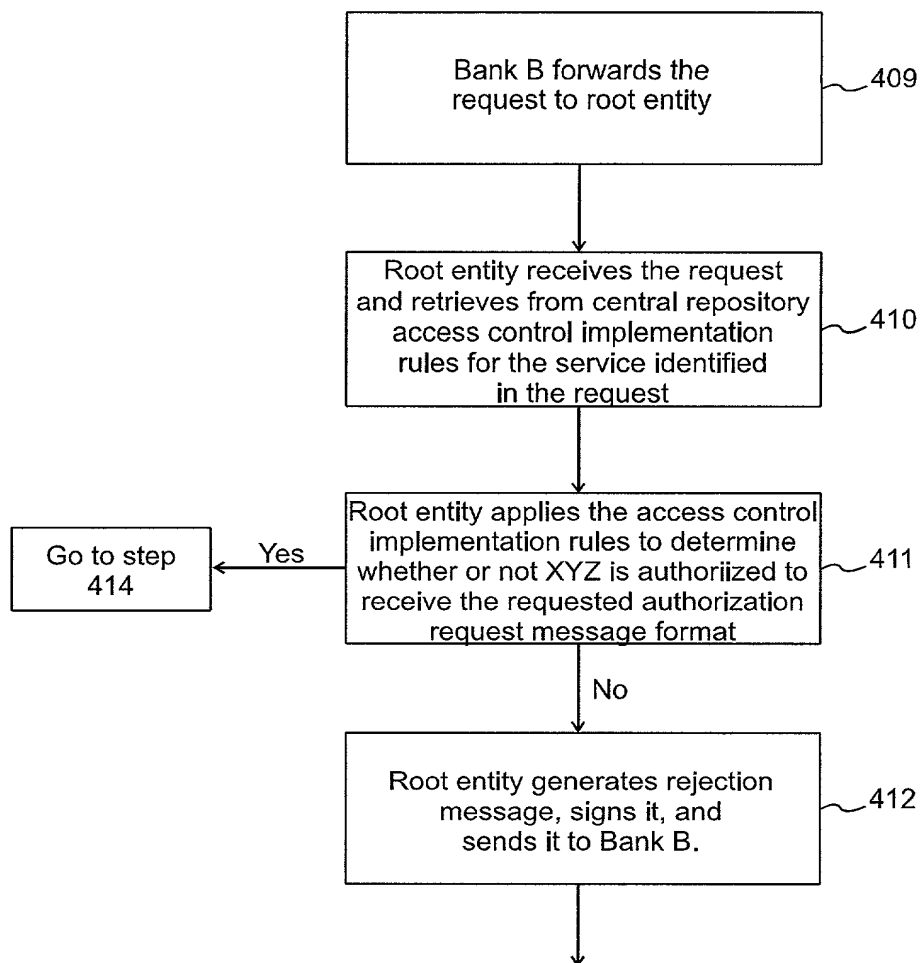 Bank B forwards the
request to root entity
409
Root entity receives the request
and retrieves from central repository
access control implementation
rules for the service identified
in the request
410
Root entity applies the access control
implementation rules to determine
whether or not XYZ is authoriized to
receive the requested authorization
request message format
411
Yes
Go to step
414
No
Root entity generates rejection
message, signs it, and
sends it to Bank B.
412